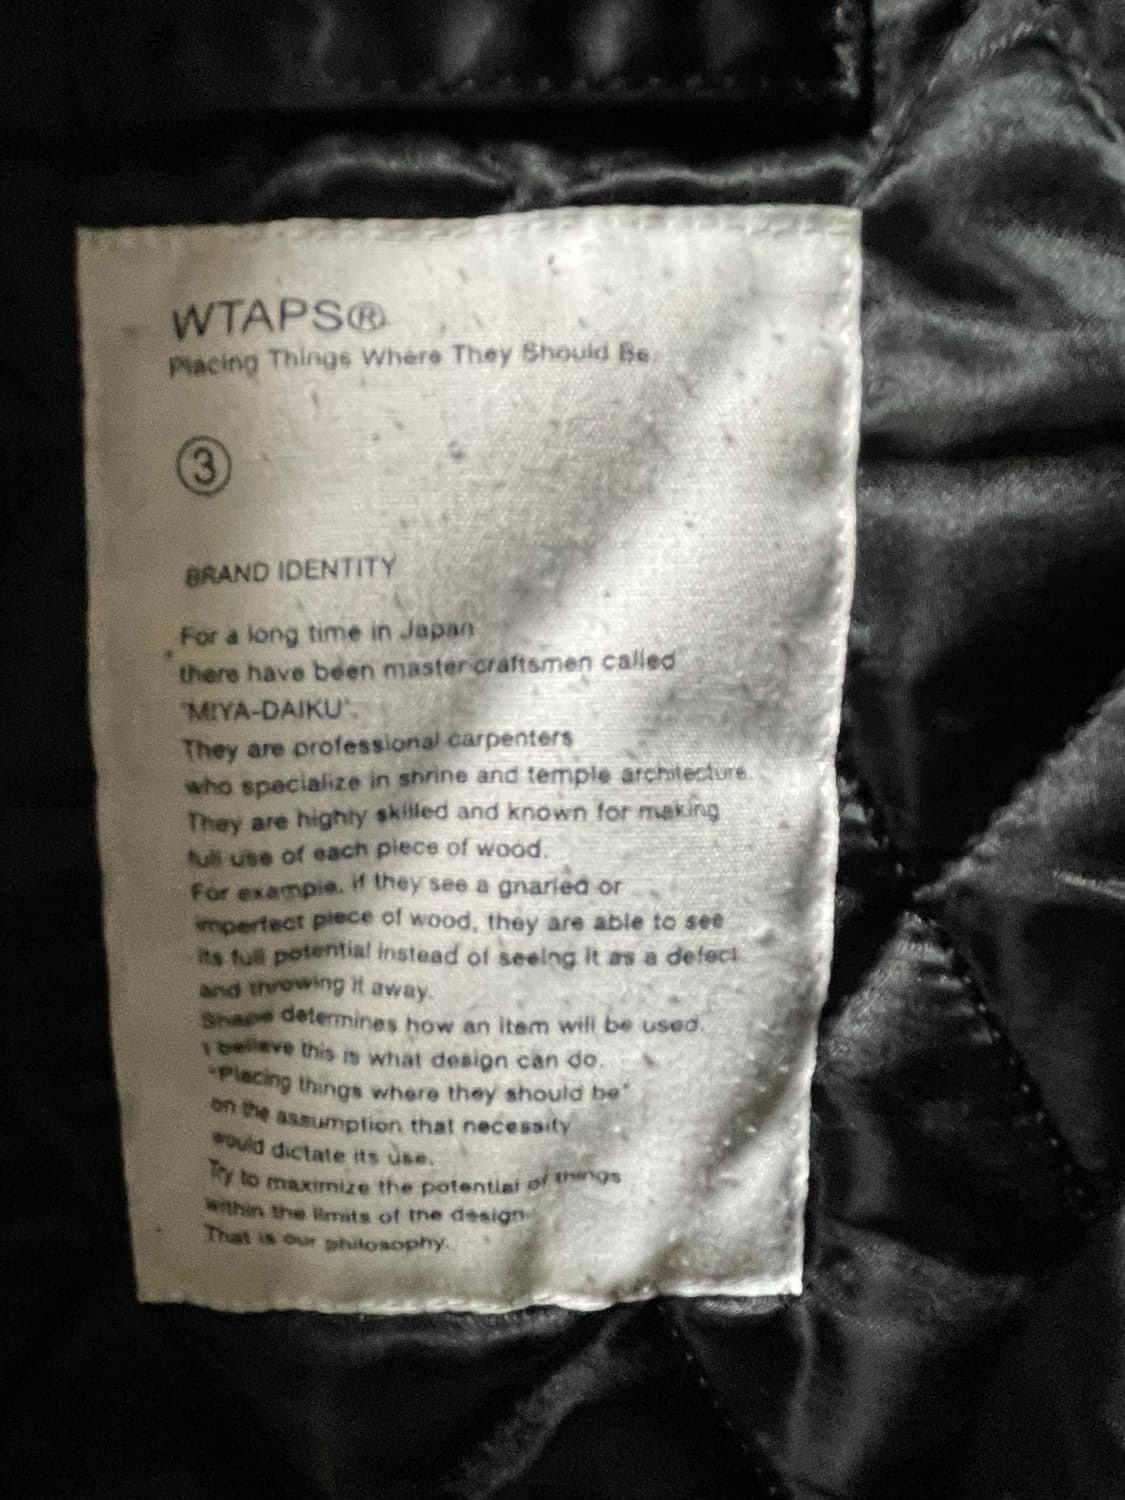 WTAPS®
Placing Things Where They Should Be.
③
BRAND IDENTITY
For a long time in Japan
there have been master craftsmen called
"MIYA-DAIKU".
They are professional carpenters
who specialize in shrine and temple architecture.
They are highly skilled and known for making
full use of each piece of wood.
For example, if they see a gnarled or
imperfect piece of wood, they are able to see
its full potential instead of seeing it as a defect
and throwing it away.
Shape determines how an item will be used.
I believe this is what design can do.
"Placing things where they should be"
on the assumption that necessity
would dictate its use.
Try to maximize the potential of things
within the limits of the design
That is our philosophy.